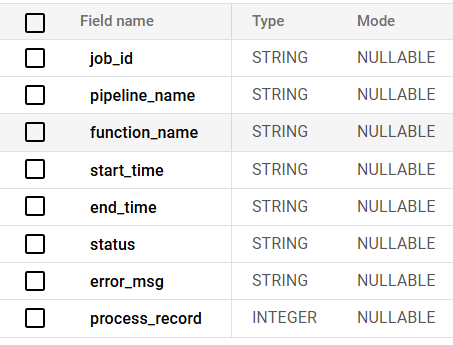 Field name Type Mode
job_id STRING NULLABLE
pipeline_name STRING NULLABLE
function_name STRING NULLABLE
start_time STRING NULLABLE
end_time STRING NULLABLE
status STRING NULLABLE
error_msg STRING NULLABLE
process_record INTEGER NULLABLE